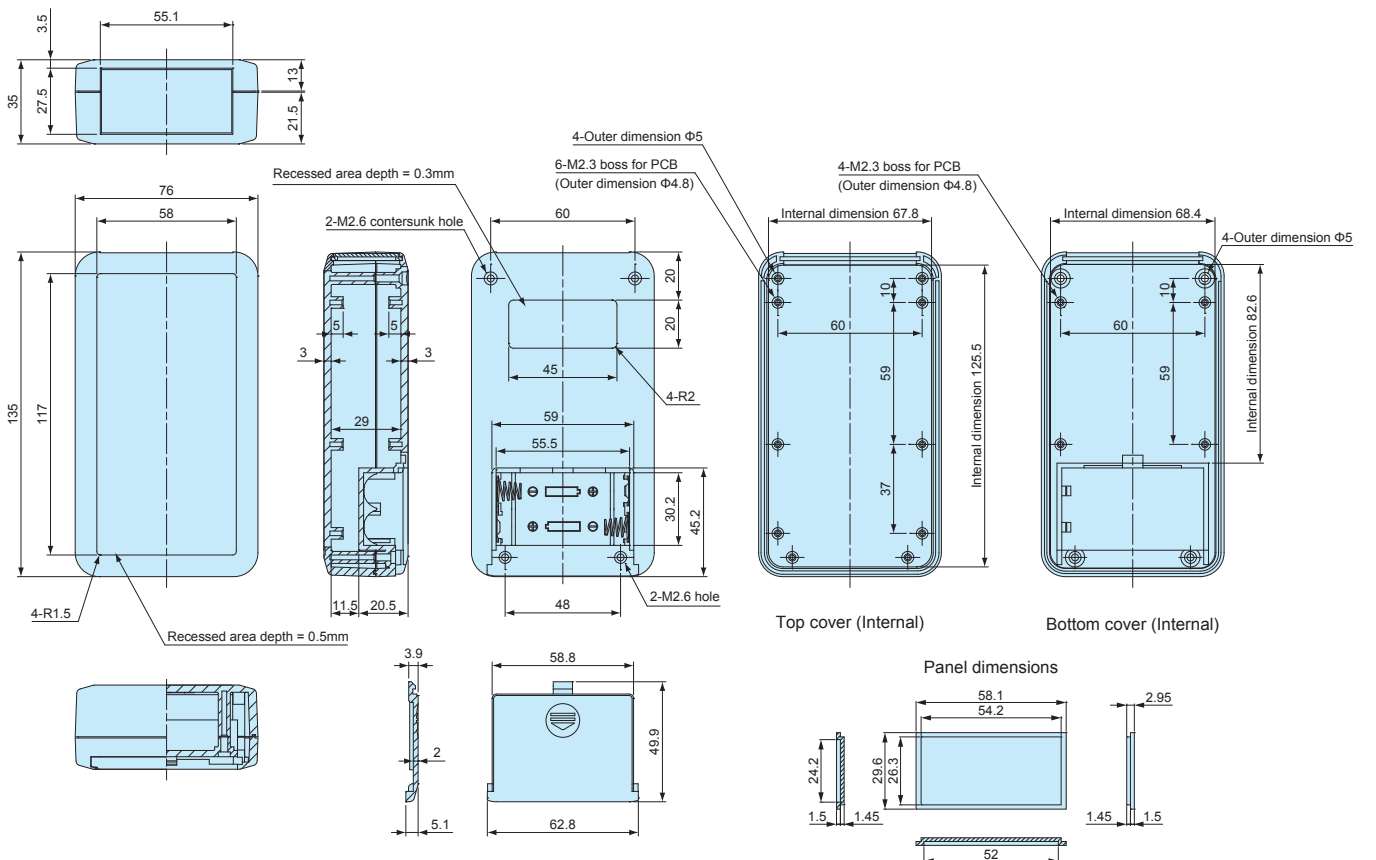 55.1
3.5
35
27.5
13
21.5
76
58
135
117
4-R1.5
Recessed area depth = 0.5mm
5
5
3
3
29
11.5
20.5
Recessed area depth = 0.3mm
2-M2.6 contersunk hole
60
20
20
45
4-R2
59
55.5
30.2
45.2
48
2-M2.6 hole
4-Outer dimension Φ5
6-M2.3 boss for PCB
(Outer dimension Φ4.8)
Internal dimension 67.8
10
60
59
37
Internal dimension 125.5
Top cover (Internal)
4-M2.3 boss for PCB
(Outer dimension Φ4.8)
Internal dimension 68.4
4-Outer dimension Φ5
10
60
59
Internal dimension 82.6
Bottom cover (Internal)
3.9
2
5.1
58.8
49.9
62.8
Panel dimensions
58.1
54.2
2.95
24.2
29.6
26.3
1.5
1.45
1.45
1.5
52